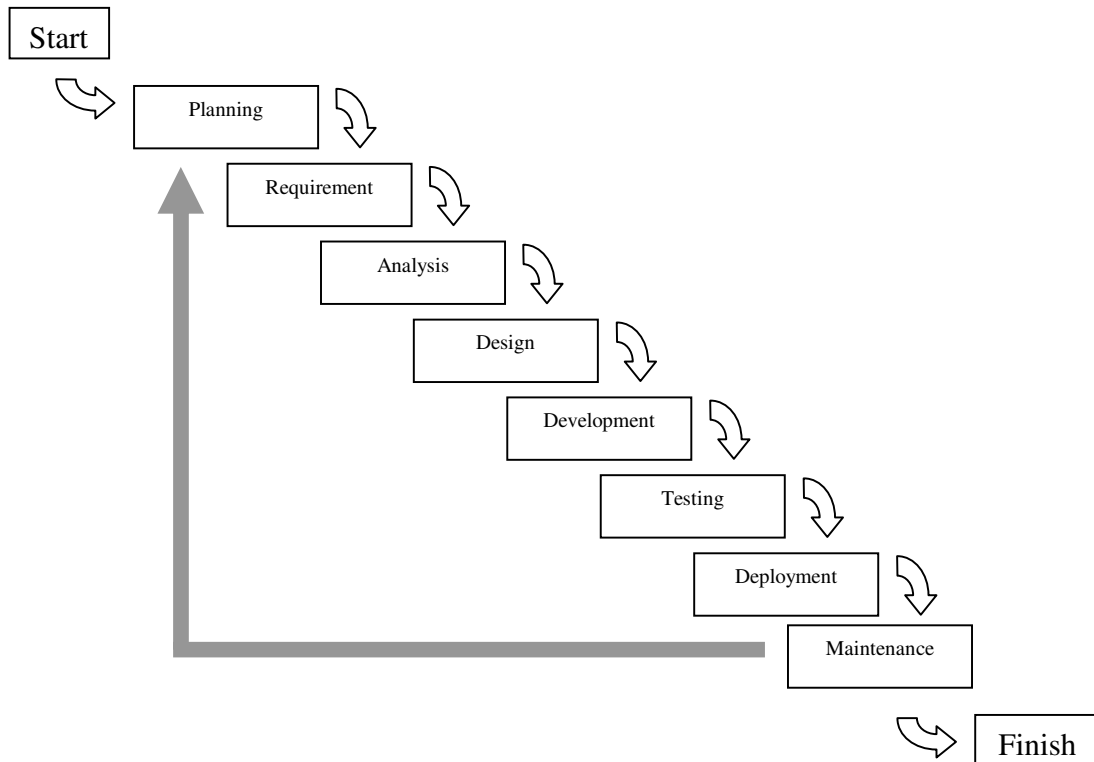 Start
Planning
Requirement
Analysis
Design
Development
Testing
Deployment
Maintenance
Finish